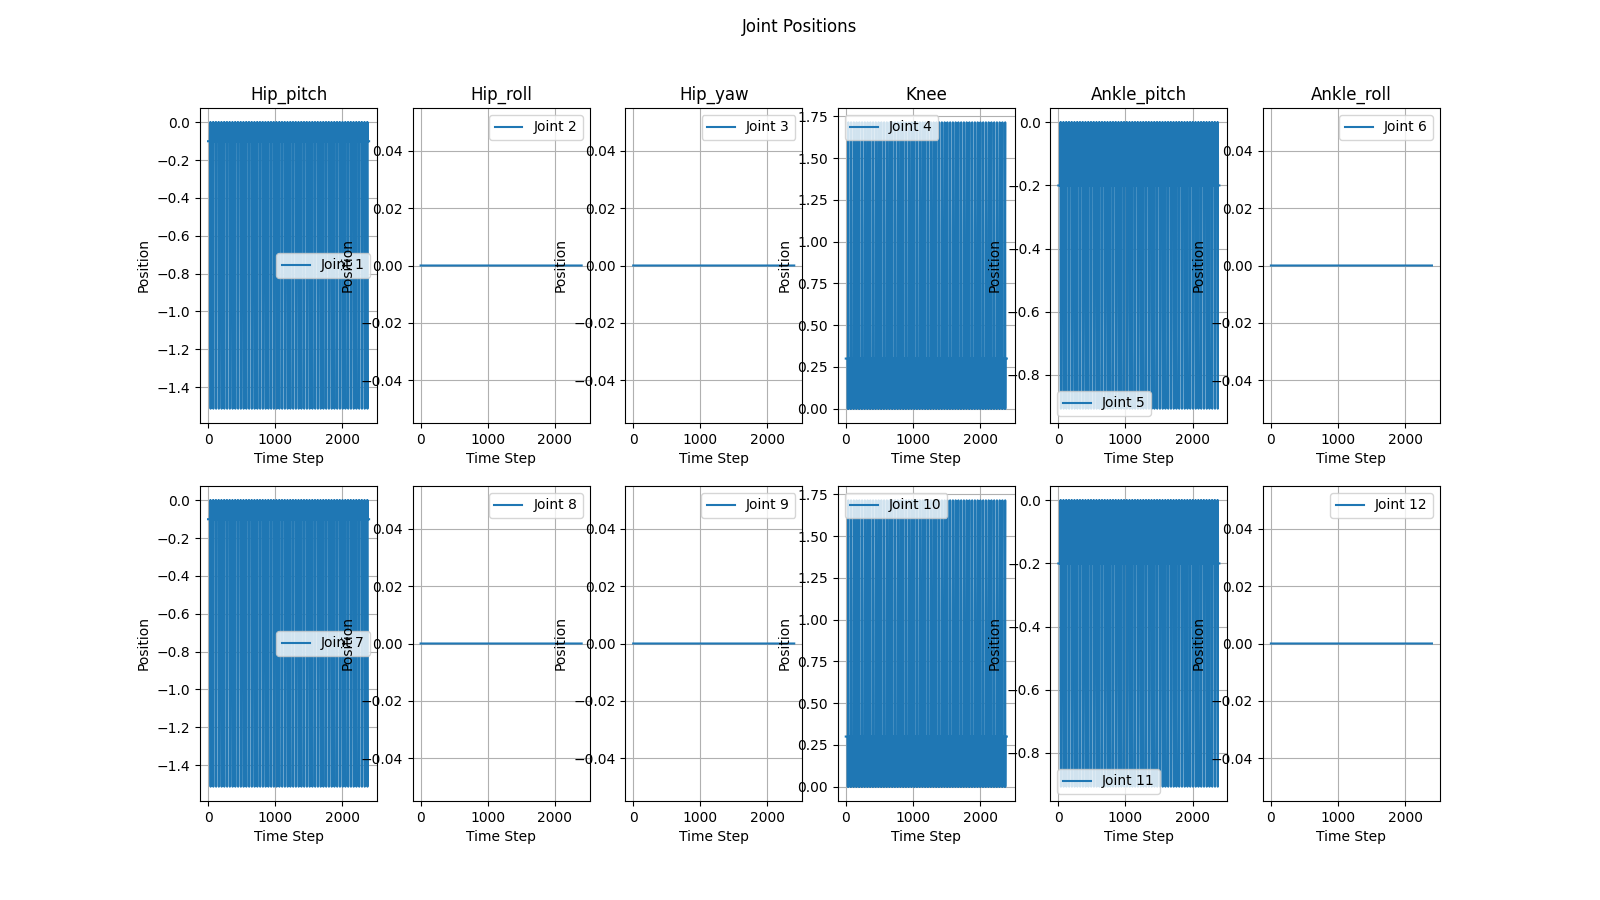 Joint Positions
Hip_pitch
Hip_roll
Hip_yaw
Knee
Ankle_pitch
Ankle_roll
0.0
−0.2
−0.4
−0.6
−0.8
−1.0
−1.2
−1.4
Position
Joint 1
0 1000 2000
Time Step
0.04
0.02
0.00
−0.02
−0.04
Position
Joint 2
0 1000 2000
Time Step
0.04
0.02
0.00
−0.02
−0.04
Position
Joint 3
0 1000 2000
Time Step
1.75
1.50
1.25
1.00
0.75
0.50
0.25
0.00
Position
Joint 4
0 1000 2000
Time Step
0.0
−0.2
−0.4
−0.6
−0.8
Position
Joint 5
0 1000 2000
Time Step
0.04
0.02
0.00
−0.02
−0.04
Position
Joint 6
0 1000 2000
Time Step
0.0
−0.2
−0.4
−0.6
−0.8
−1.0
−1.2
−1.4
Position
Joint 7
0 1000 2000
Time Step
0.04
0.02
0.00
−0.02
−0.04
Position
Joint 8
0 1000 2000
Time Step
0.04
0.02
0.00
−0.02
−0.04
Position
Joint 9
0 1000 2000
Time Step
1.75
1.50
1.25
1.00
0.75
0.50
0.25
0.00
Position
Joint 10
0 1000 2000
Time Step
0.0
−0.2
−0.4
−0.6
−0.8
Position
Joint 11
0 1000 2000
Time Step
0.04
0.02
0.00
−0.02
−0.04
Position
Joint 12
0 1000 2000
Time Step